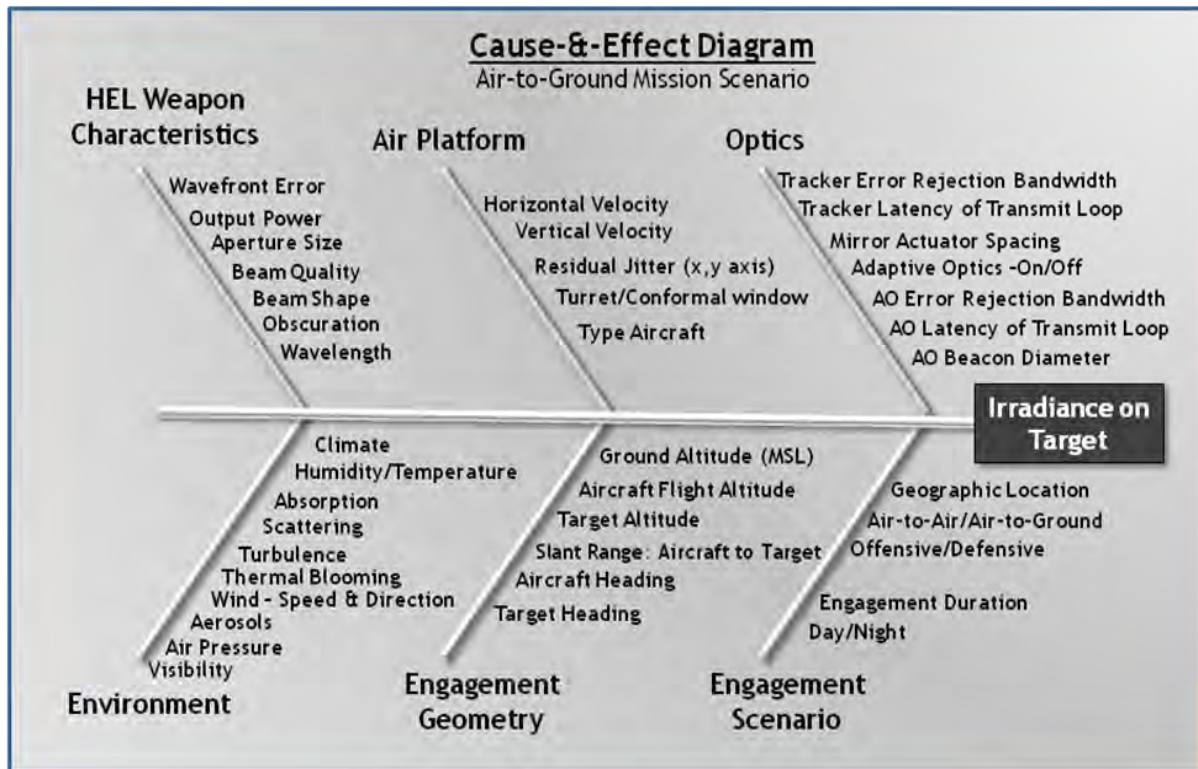 Cause-&-Effect Diagram
Air-to-Ground Mission Scenario
HEL Weapon
Characteristics
Wavefront Error
Output Power
Aperture Size
Beam Quality
Beam Shape
Obscuration
Wavelength
Air Platform
Horizontal Velocity
Vertical Velocity
Residual Jitter (x,y axis)
Turret/Conformal window
Type Aircraft
Optics
Tracker Error Rejection Bandwidth
Tracker Latency of Transmit Loop
Mirror Actuator Spacing
Adaptive Optics -On/Off
AO Error Rejection Bandwidth
AO Latency of Transmit Loop
AO Beacon Diameter
Irradiance on
Target
Climate
Humidity/Temperature
Absorption
Scattering
Turbulence
Thermal Blooming
Wind - Speed & Direction
Aerosols
Air Pressure
Visibility
Environment
Ground Altitude (MSL)
Aircraft Flight Altitude
Target Altitude
Slant Range: Aircraft to Target
Aircraft Heading
Target Heading
Engagement
Geometry
Geographic Location
Air-to-Air/Air-to-Ground
Offensive/Defensive
Engagement Duration
Day/Night
Engagement
Scenario